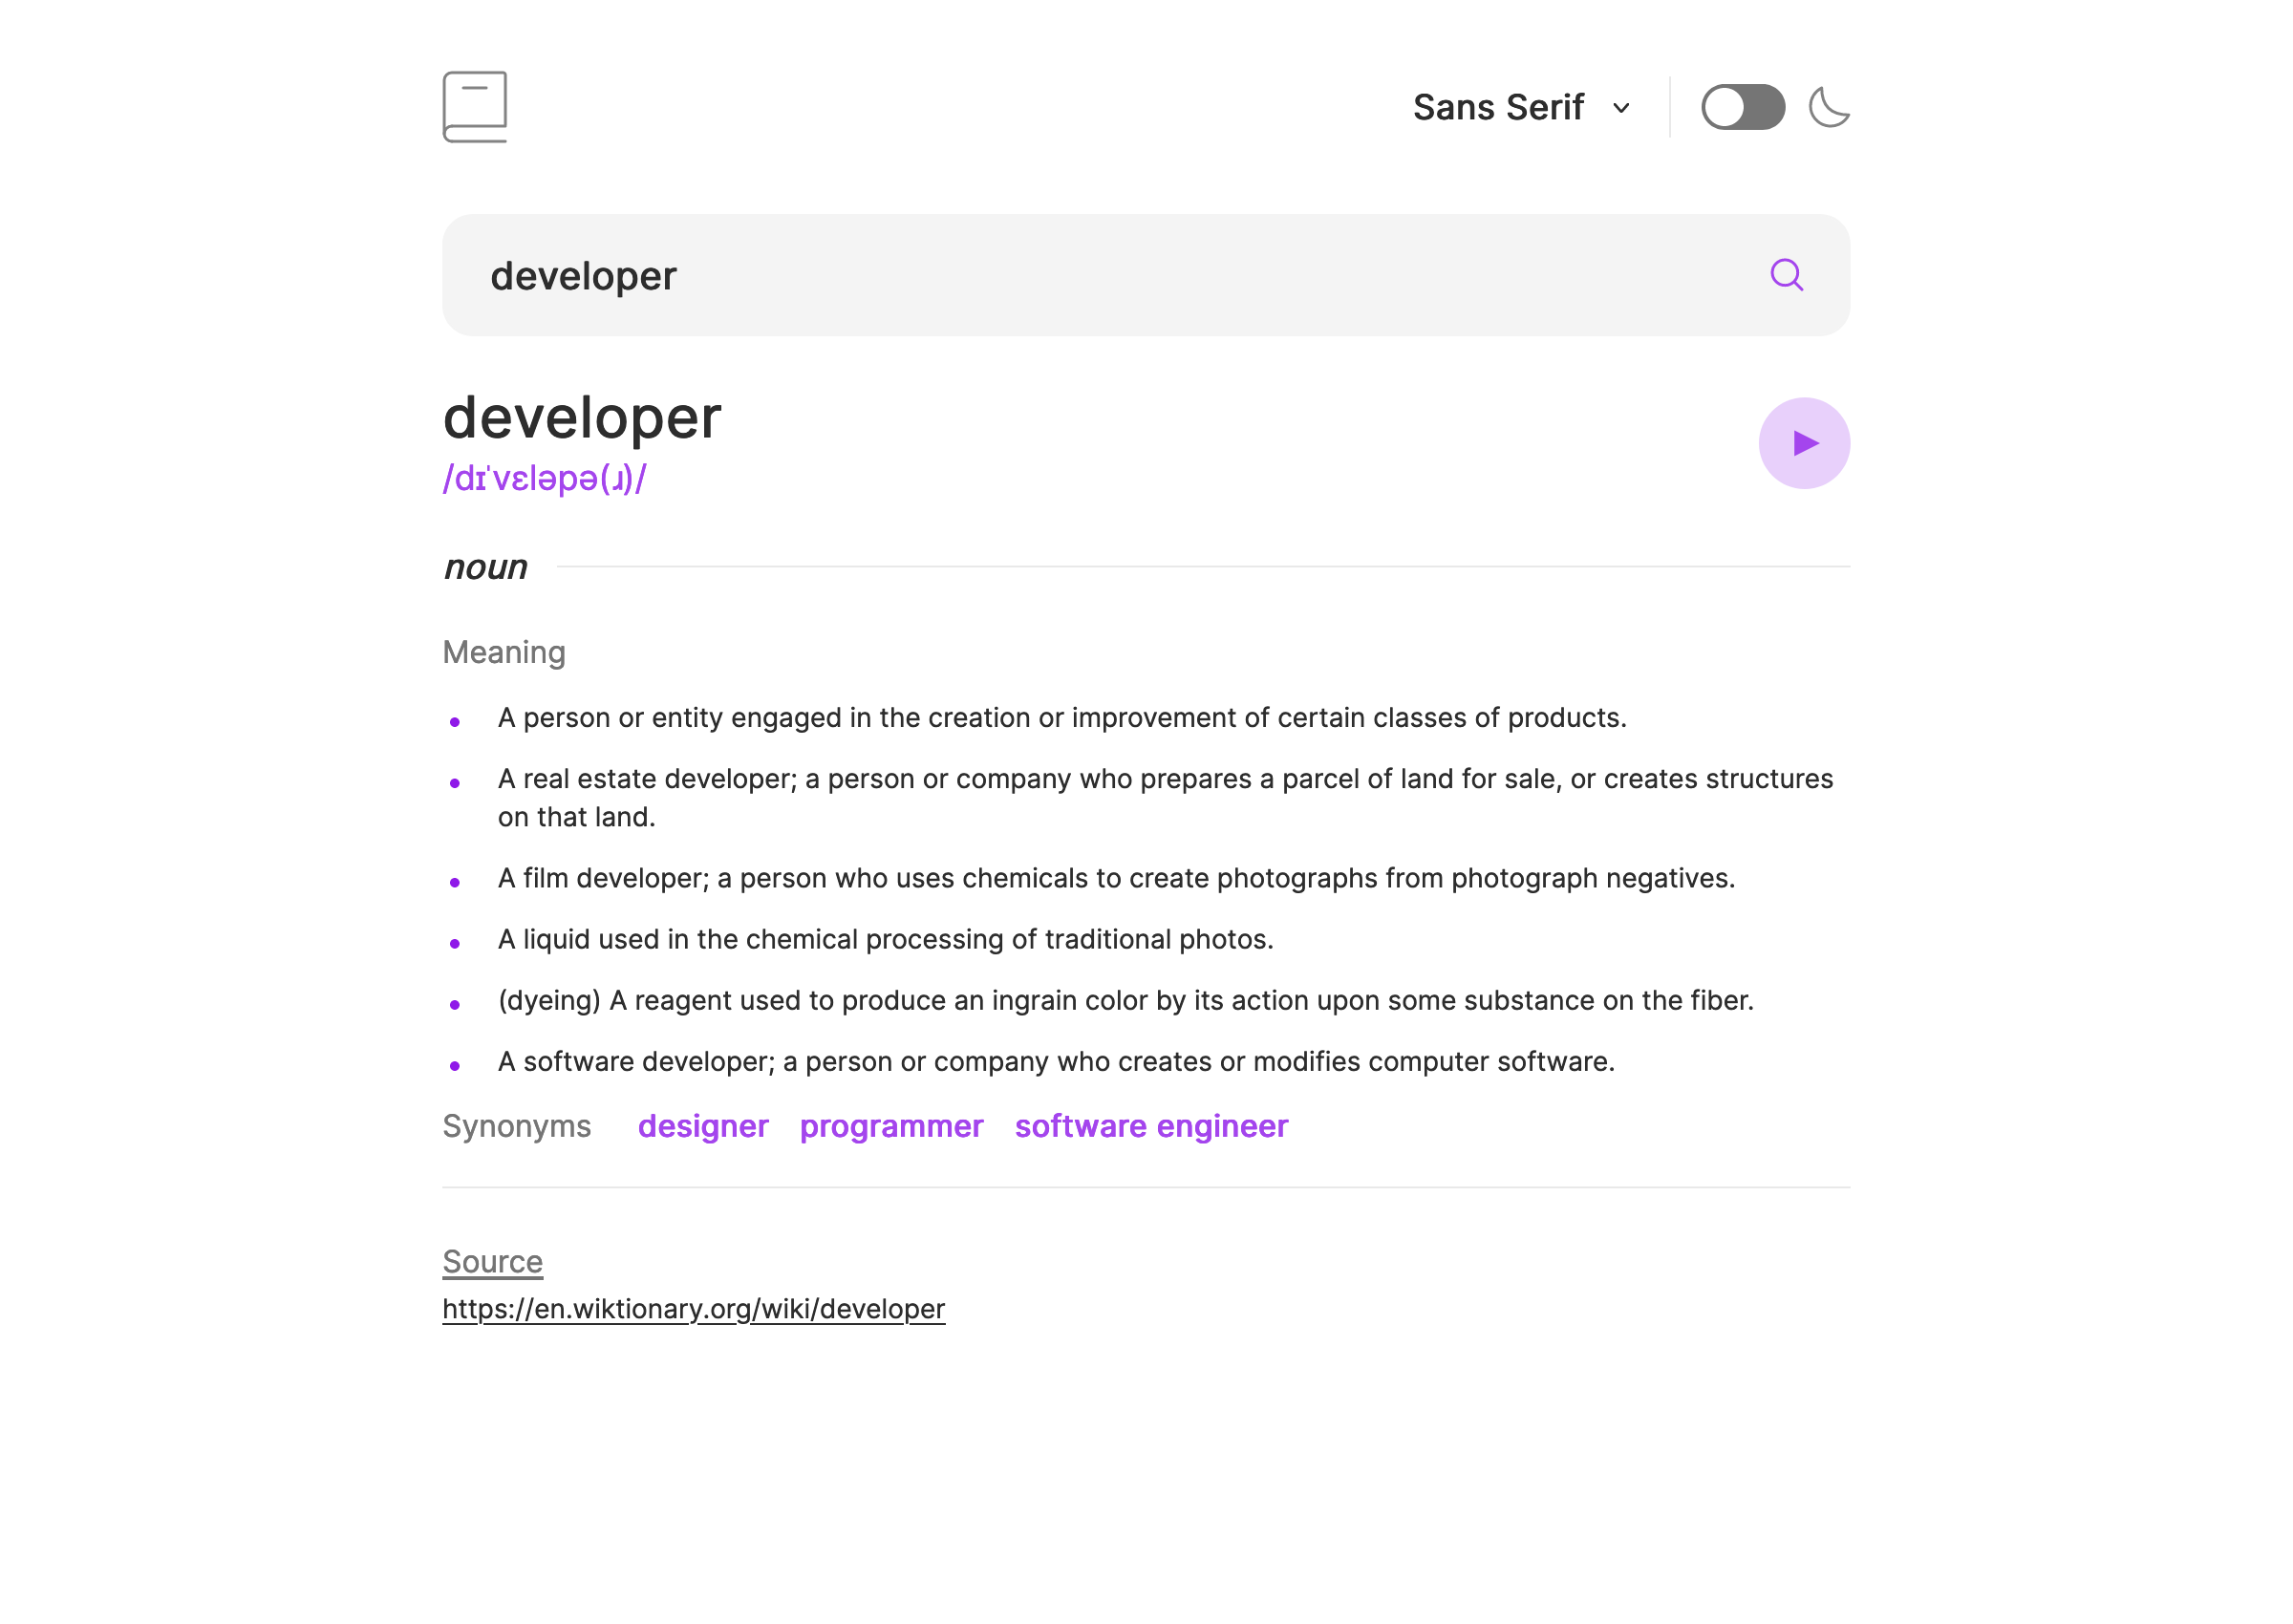 Sans Serif
developer
developer
/dɪˈvɛləpə(ɹ)/
noun
Meaning
A person or entity engaged in the creation or improvement of certain classes of products.
A real estate developer; a person or company who prepares a parcel of land for sale, or creates structures
on that land.
A film developer; a person who uses chemicals to create photographs from photograph negatives.
A liquid used in the chemical processing of traditional photos.
(dyeing) A reagent used to produce an ingrain color by its action upon some substance on the fiber.
A software developer; a person or company who creates or modifies computer software.
Synonyms designer programmer software engineer
Source
https://en.wiktionary.org/wiki/developer